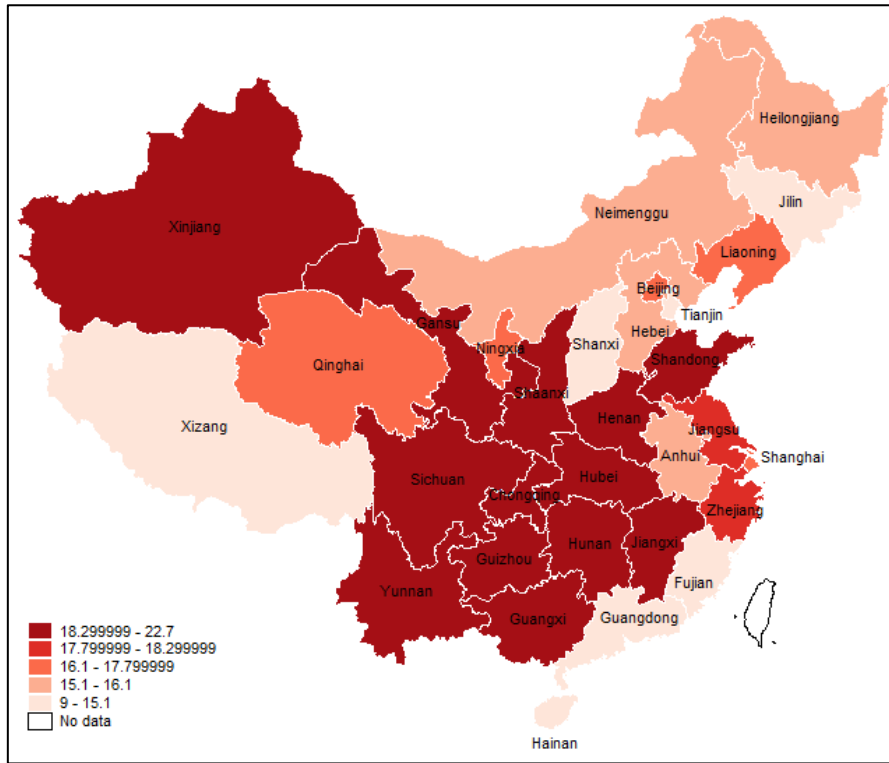 Heilongjiang
Jilin
Neimenggu
Xinjiang
Liaoning
Beijing
Tianjin
Gansu
Hebei
Ningxia
Shanxi
Shandong
Qinghai
Shaanxi
Henan
Jiangsu
Xizang
Anhui
Shanghai
Sichuan
Hubei
Chongqing
Zhejiang
Hunan
Jiangxi
Guizhou
Fujian
Yunnan
Guangxi
Guangdong
Hainan
18.299999 - 22.7
17.799999 - 18.299999
16.1 - 17.799999
15.1 - 16.1
9 - 15.1
No data